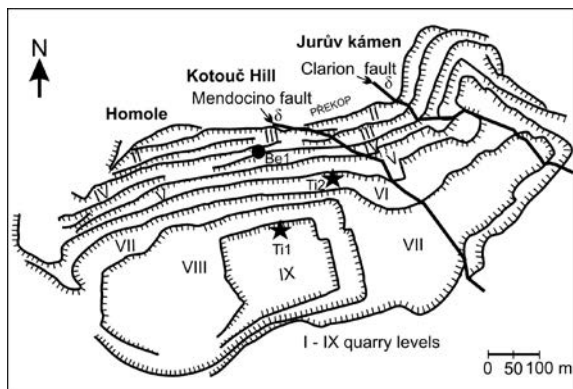 N
Jurův kámen
Clarion fault
δ
Kotouč Hill
Mendocino fault
δ
PŘEKOP
Homole
II
III
II
III
IV
Be1
IV
V
V
Ti2
VI
VII
VII
VIII
Ti1
IX
I - IX quarry levels
0 50 100 m